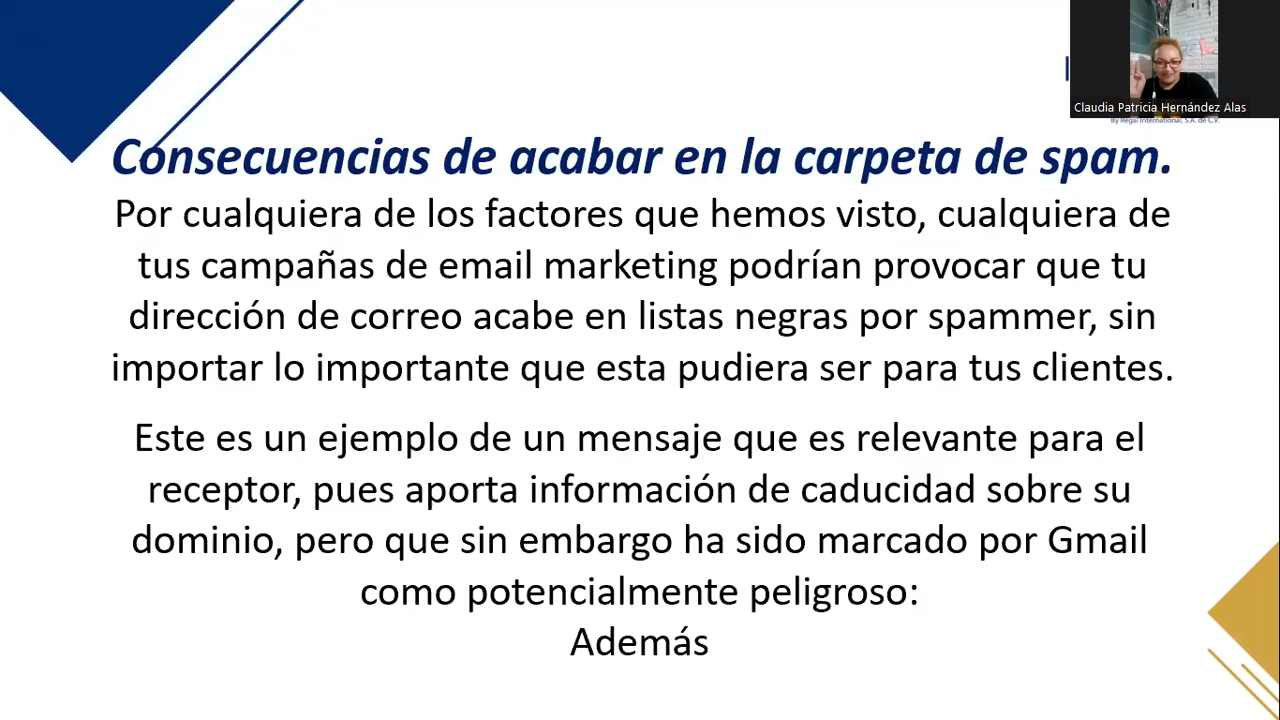 Claudia Patricia Hernández Alas
By Regal International, S.A. de C.V.
Consecuencias de acabar en la carpeta de spam.
Por cualquiera de los factores que hemos visto, cualquiera de
tus campañas de email marketing podrían provocar que tu
dirección de correo acabe en listas negras por spammer, sin
importar lo importante que esta pudiera ser para tus clientes.
Este es un ejemplo de un mensaje que es relevante para el
receptor, pues aporta información de caducidad sobre su
dominio, pero que sin embargo ha sido marcado por Gmail
como potencialmente peligroso:
Además